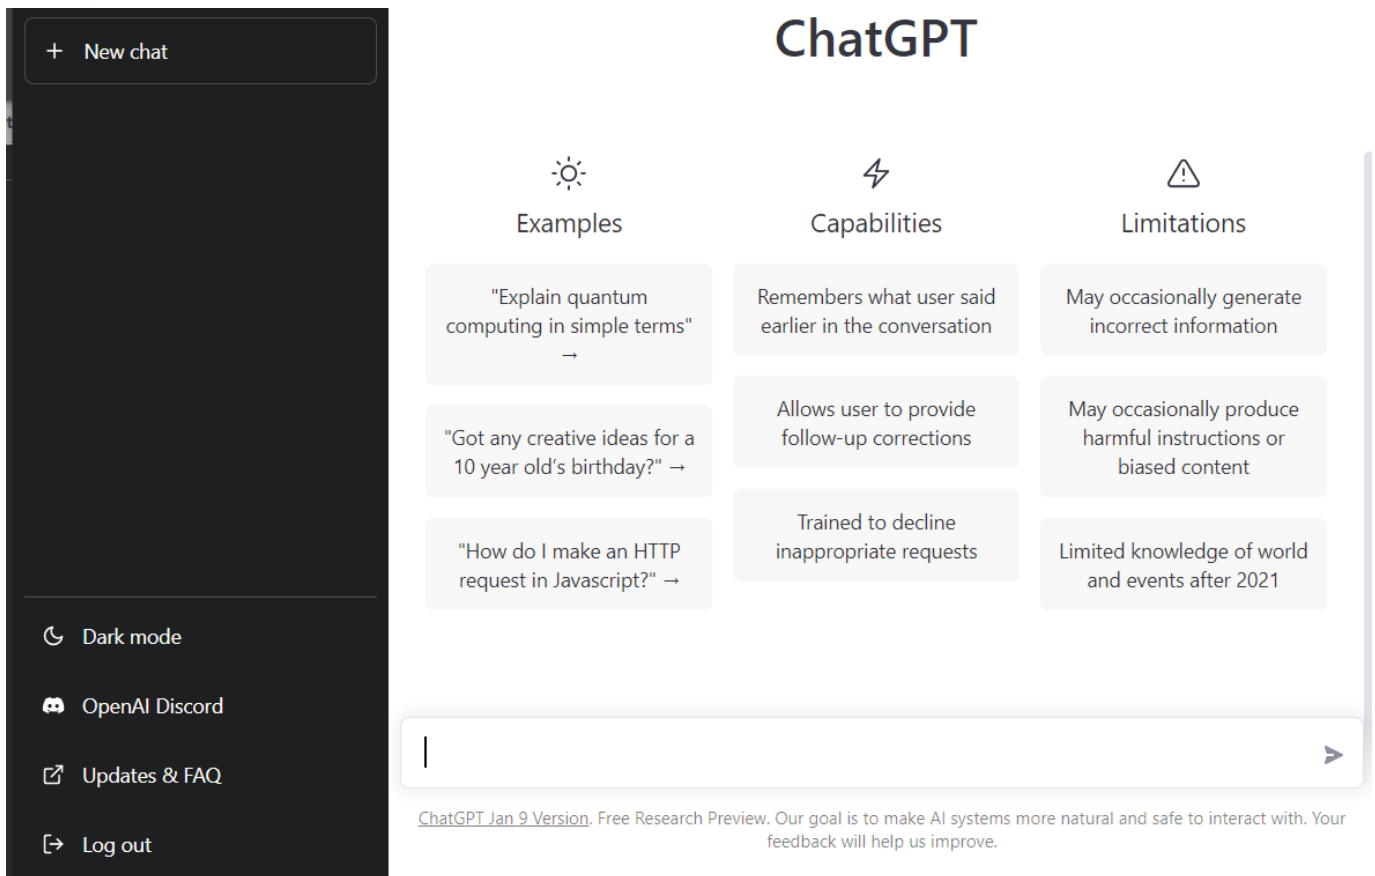 New chat
Dark mode
OpenAI Discord
Updates & FAQ
Log out
ChatGPT
Examples
"Explain quantum
computing in simple terms"
→
"Got any creative ideas for a
10 year old's birthday?" →
"How do I make an HTTP
request in Javascript?" →
Capabilities
Remembers what user said
earlier in the conversation
Allows user to provide
follow-up corrections
Trained to decline
inappropriate requests
Limitations
May occasionally generate
incorrect information
May occasionally produce
harmful instructions or
biased content
Limited knowledge of world
and events after 2021
ChatGPT Jan 9 Version. Free Research Preview. Our goal is to make AI systems more natural and safe to interact with. Your
feedback will help us improve.